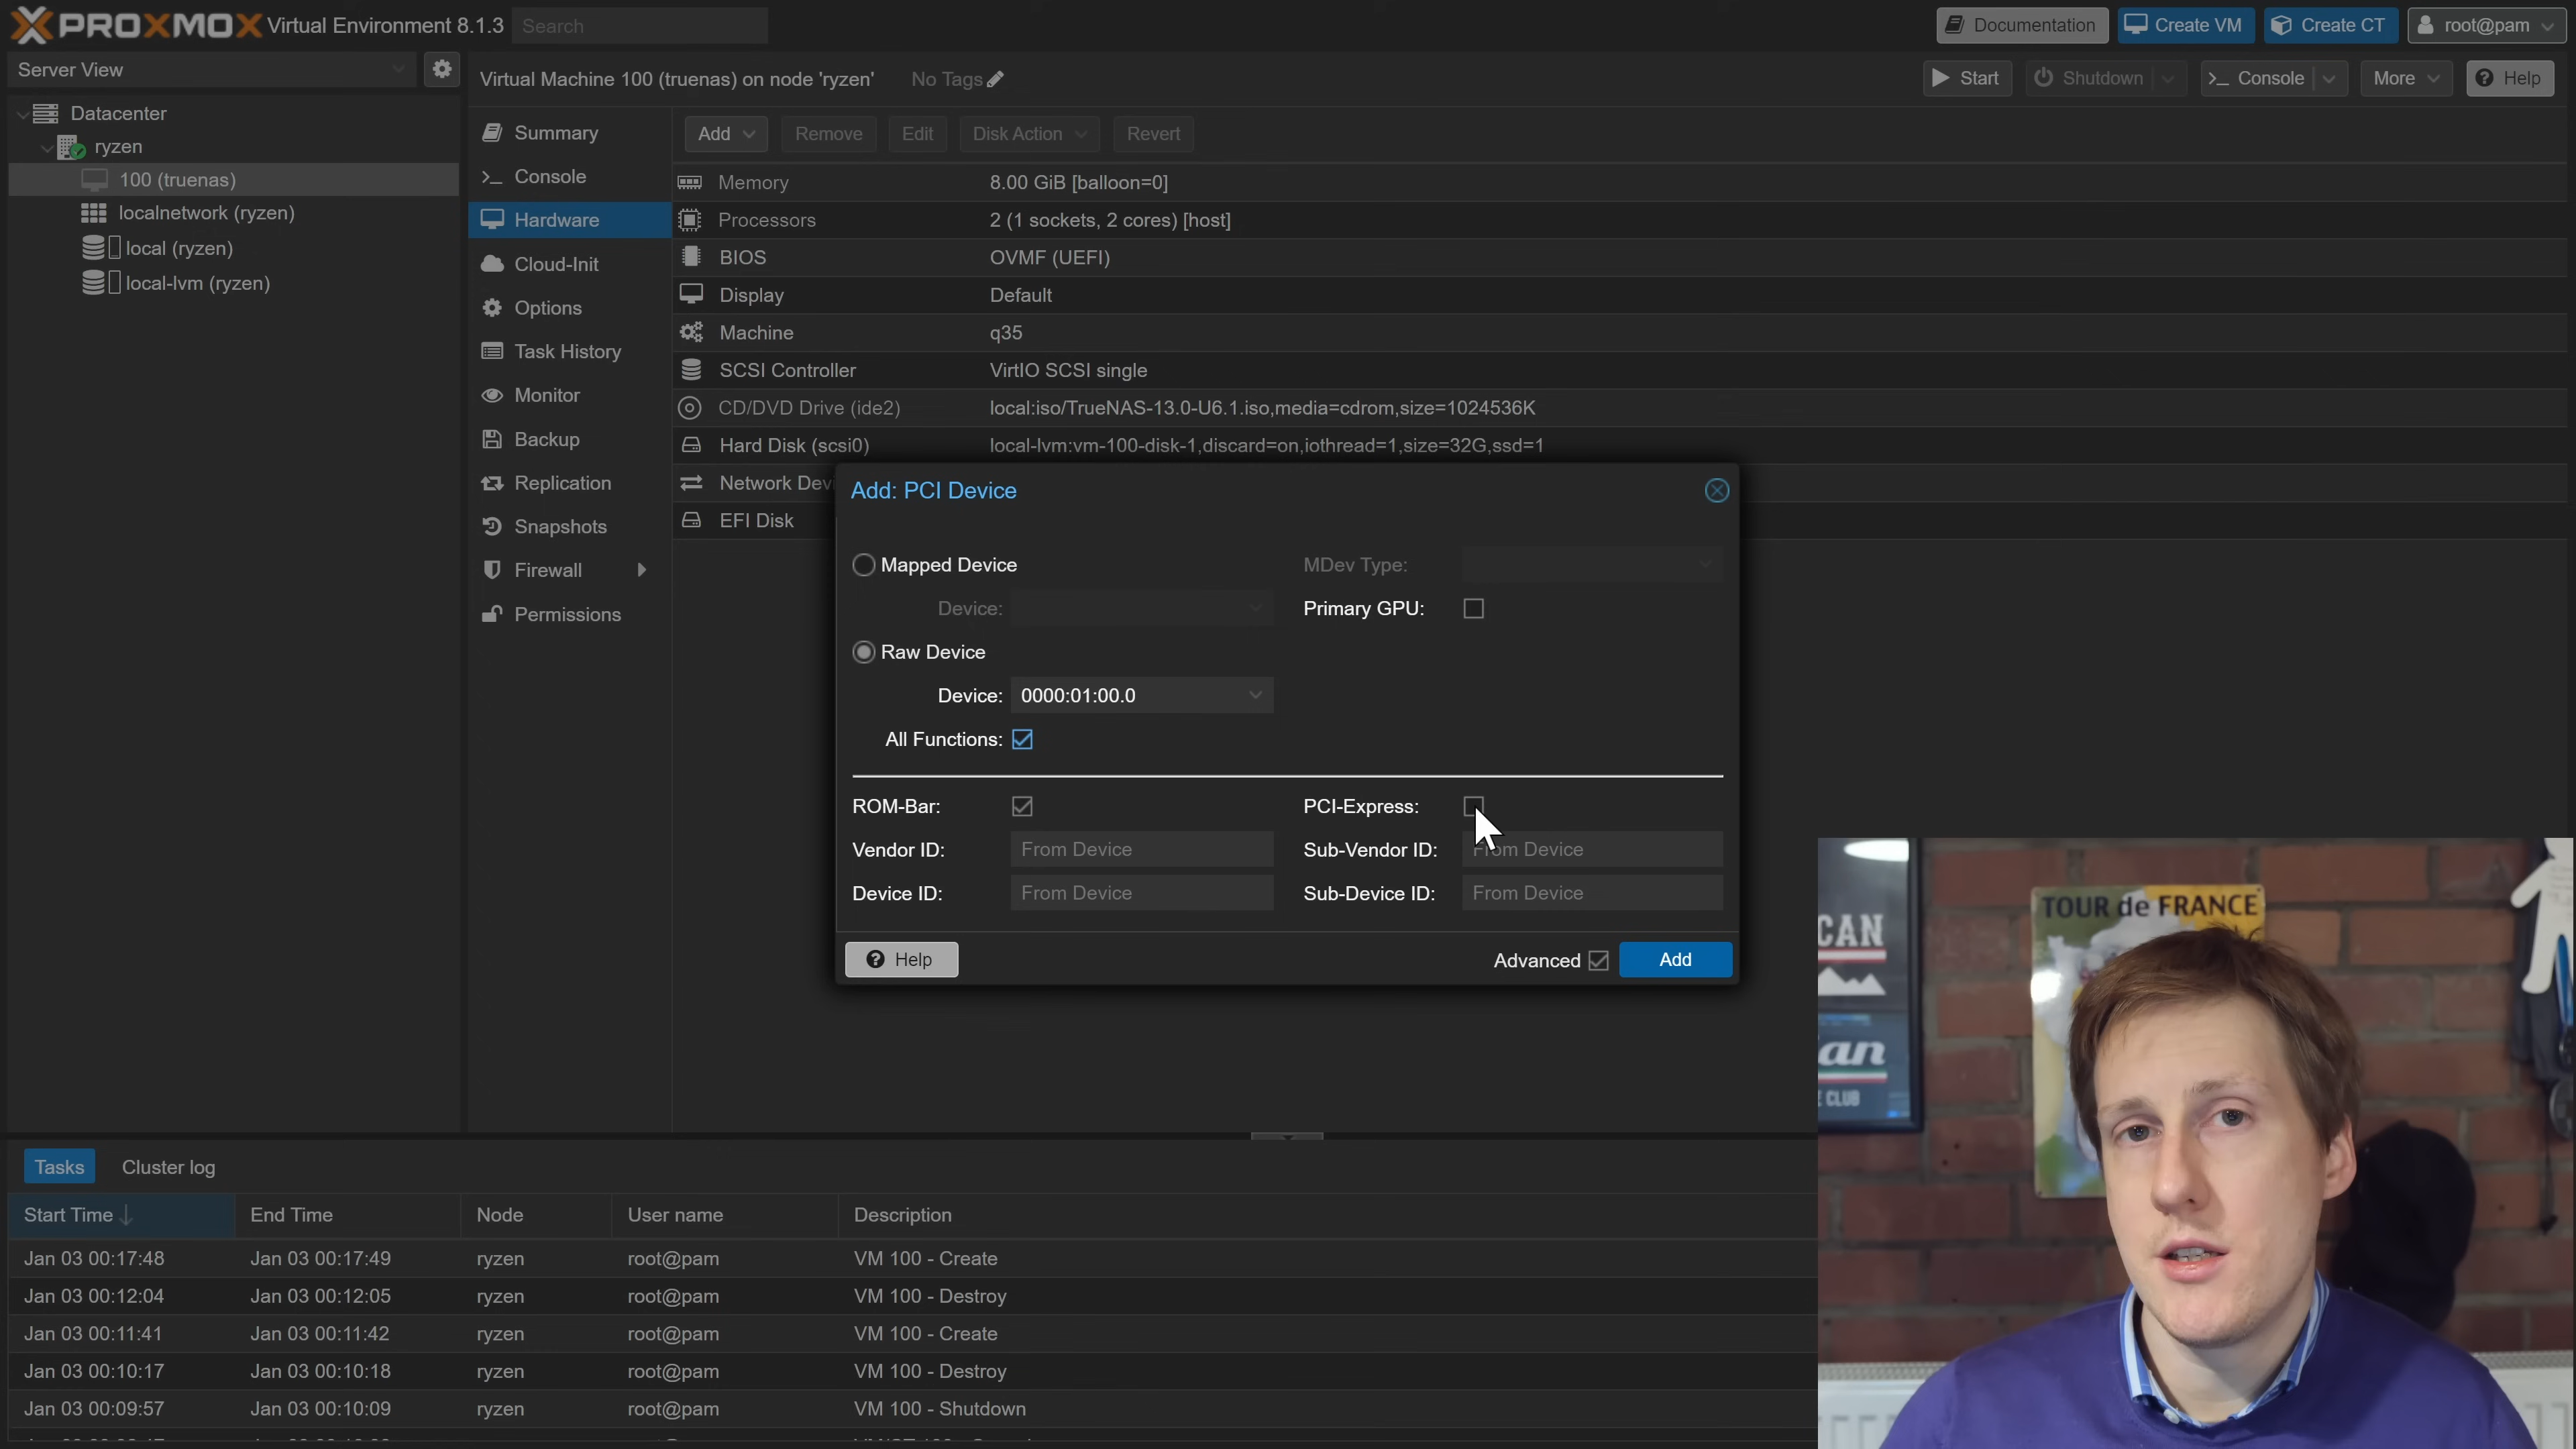 PROXMOX Virtual Environment 8.1.3 Search Documentation Create VM Create CT root@pam
Server View
Virtual Machine 100 (truenas) on node 'ryzen' No Tags Start Shutdown Console More Help
Datacenter
ryzen
100 (truenas)
localnetwork (ryzen)
local (ryzen)
local-lvm (ryzen)
Summary
Console
Hardware
Cloud-Init
Options
Task History
Monitor
Backup
Replication
Snapshots
Firewall
Permissions
Add Remove Edit Disk Action Revert
Memory 8.00 GiB [balloon=0]
Processors 2 (1 sockets, 2 cores) [host]
BIOS OVMF (UEFI)
Display Default
Machine q35
SCSI Controller VirtIO SCSI single
CD/DVD Drive (ide2) local:iso/TrueNAS-13.0-U6.1.iso,media=cdrom,size=1024536K
Hard Disk (scsi0) local-lvm:vm-100-disk-1,discard=on,iothread=1,size=32G,ssd=1
Network Devi
EFI Disk
Add: PCI Device
Mapped Device MDev Type:
Device: Primary GPU:
Raw Device
Device: 0000:01:00.0
All Functions:
ROM-Bar: PCI-Express:
Vendor ID: From Device Sub-Vendor ID: From Device
Device ID: From Device Sub-Device ID: From Device
Help Advanced Add
Tasks Cluster log
Start Time End Time Node User name Description
Jan 03 00:17:48 Jan 03 00:17:49 ryzen root@pam VM 100 - Create
Jan 03 00:12:04 Jan 03 00:12:05 ryzen root@pam VM 100 - Destroy
Jan 03 00:11:41 Jan 03 00:11:42 ryzen root@pam VM 100 - Create
Jan 03 00:10:17 Jan 03 00:10:18 ryzen root@pam VM 100 - Destroy
Jan 03 00:09:57 Jan 03 00:10:09 ryzen root@pam VM 100 - Shutdown
TOUR de FRANCE
CAN
an
CLUB